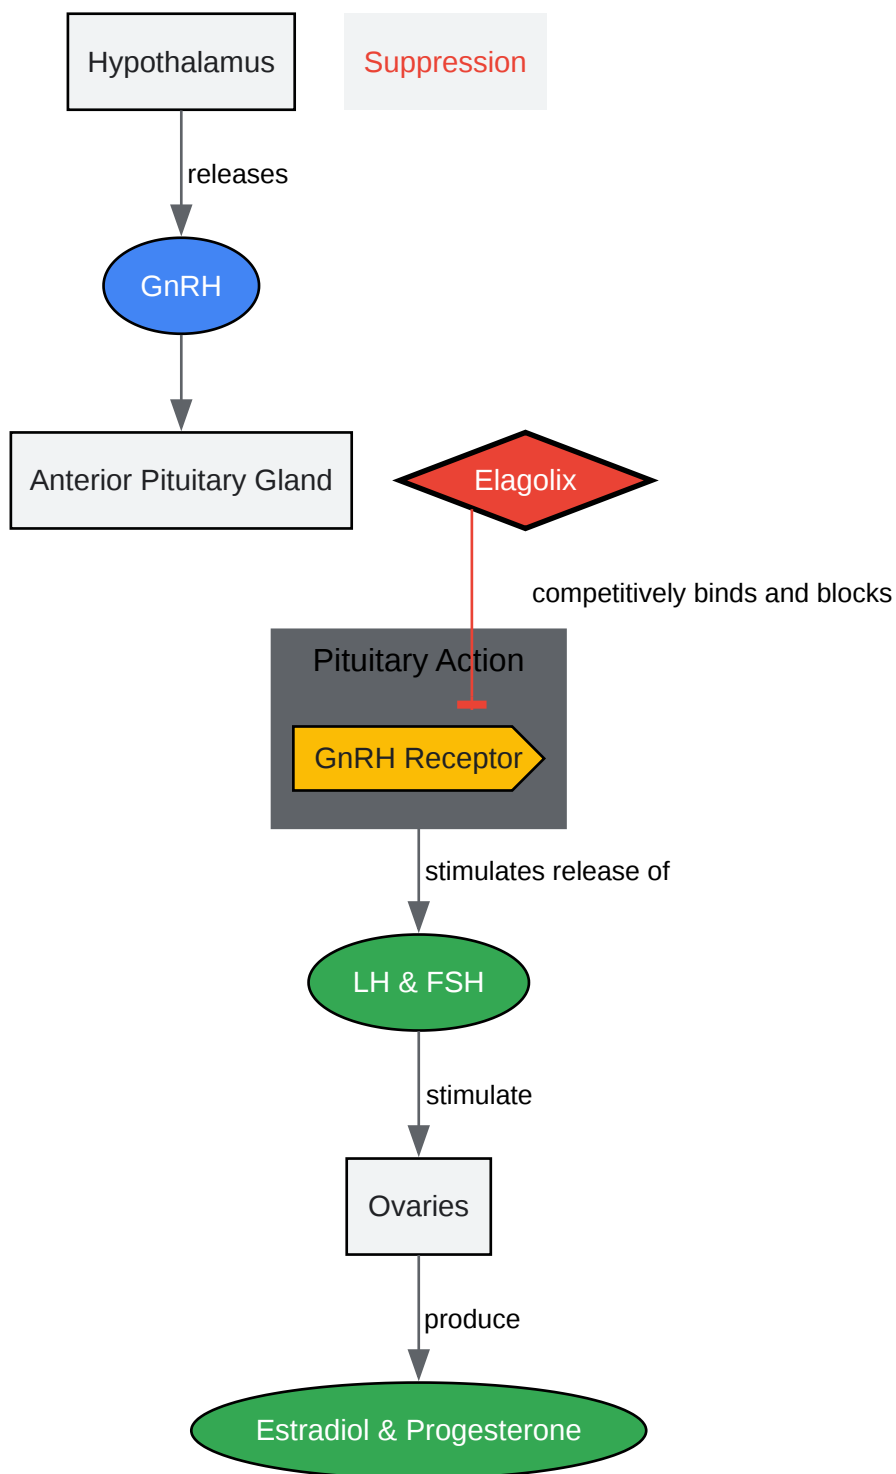 Hypothalamus
Suppression
releases
GnRH
Anterior Pituitary Gland
Elagolix
competitively binds and blocks
Pituitary Action
GnRH Receptor
stimulates release of
LH & FSH
stimulate
Ovaries
produce
Estradiol & Progesterone